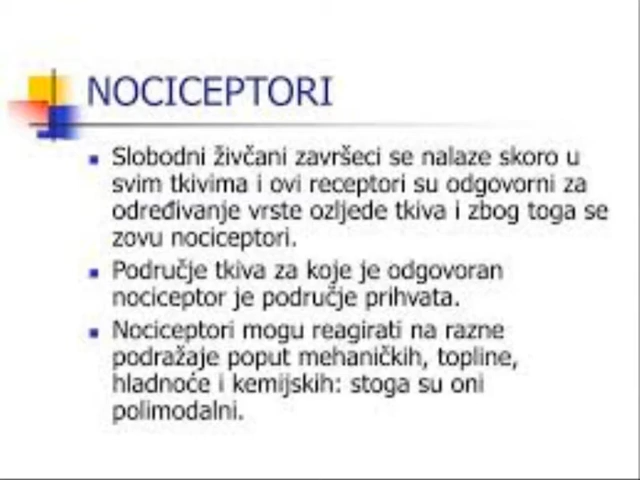 NOCICEPTORI
Slobodni živčani završeci se nalaze skoro u
svim tkivima i ovi receptori su odgovorni za
određivanje vrste ozljede tkiva i zbog toga se
zovu nociceptori.
Područje tkiva za koje je odgovoran
nociceptor je područje prihvata.
Nociceptori mogu reagirati na razne
podražaje poput mehaničkih, topline,
hladnoće i kemijskih: stoga su oni
polimodalni.